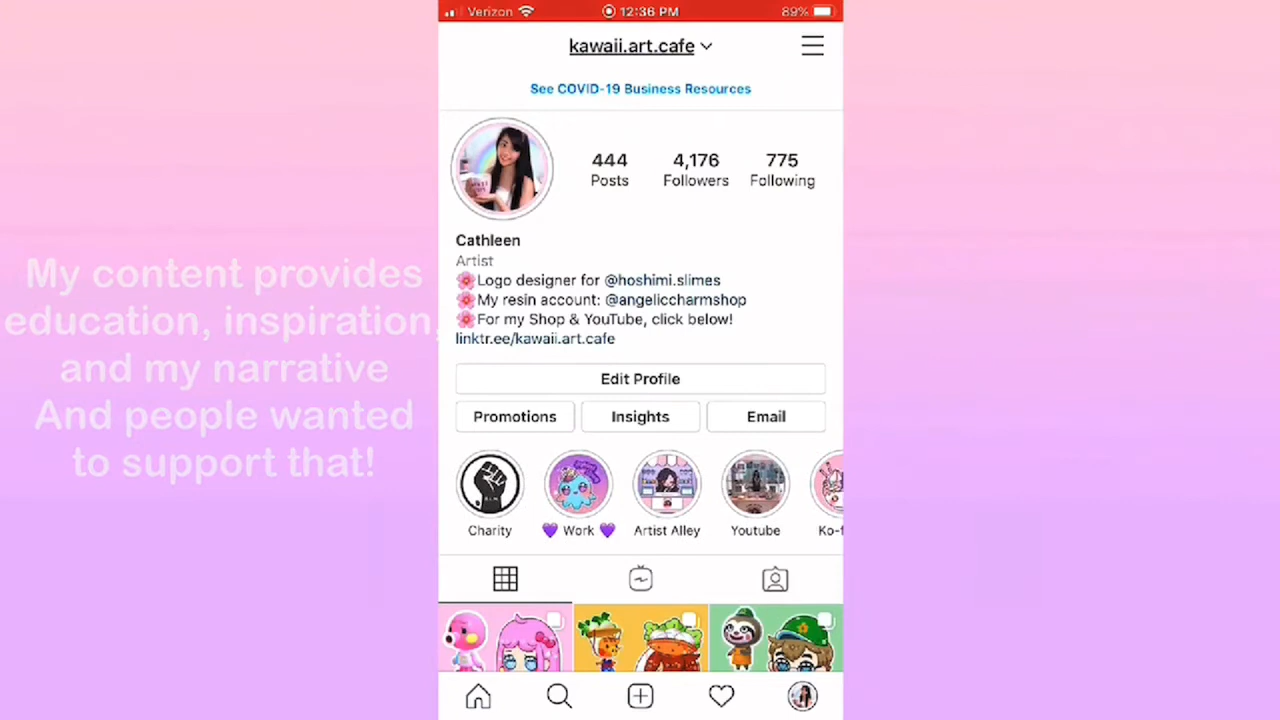 Verizon 12:36 PM 89%
kawaii.art.cafe
See COVID-19 Business Resources
444 4,176 775
Posts Followers Following
Cathleen
Artist
🌸Logo designer for @hoshimi.slimes
🌸My resin account: @angeliccharmshop
🌸For my Shop & YouTube, click below!
linktr.ee/kawaii.art.cafe
Edit Profile
Promotions Insights Email
Charity 💜 Work 💜 Artist Alley Youtube Ko-f
My content provides
education, inspiration,
and my narrative
And people wanted
to support that!